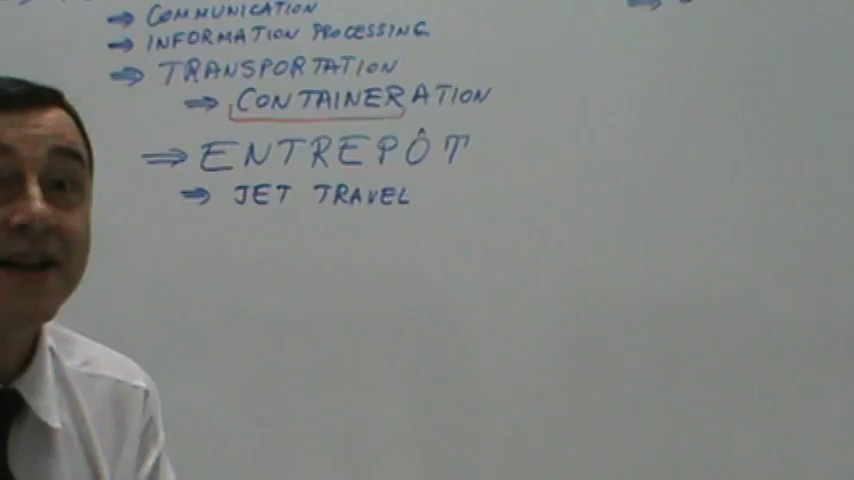 ⇒ COMMUNICATION
⇒ INFORMATION PROCESSING
⇒ TRANSPORTATION
⇒ CONTAINERATION
⇒ ENTREPÔT
⇒ JET TRAVEL